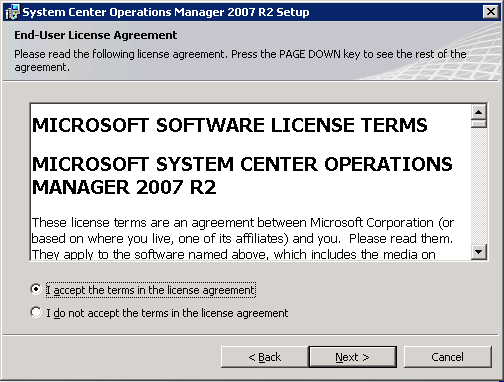 System Center Operations Manager 2007 R2 Setup
End-User License Agreement
Please read the following license agreement. Press the PAGE DOWN key to see the rest of the
agreement.
MICROSOFT SOFTWARE LICENSE TERMS
MICROSOFT SYSTEM CENTER OPERATIONS
MANAGER 2007 R2
These license terms are an agreement between Microsoft Corporation (or
based on where you live, one of its affiliates) and you.  Please read them.
They apply to the software named above, which includes the media on
I accept the terms in the license agreement
I do not accept the terms in the license agreement
< Back
Next >
Cancel